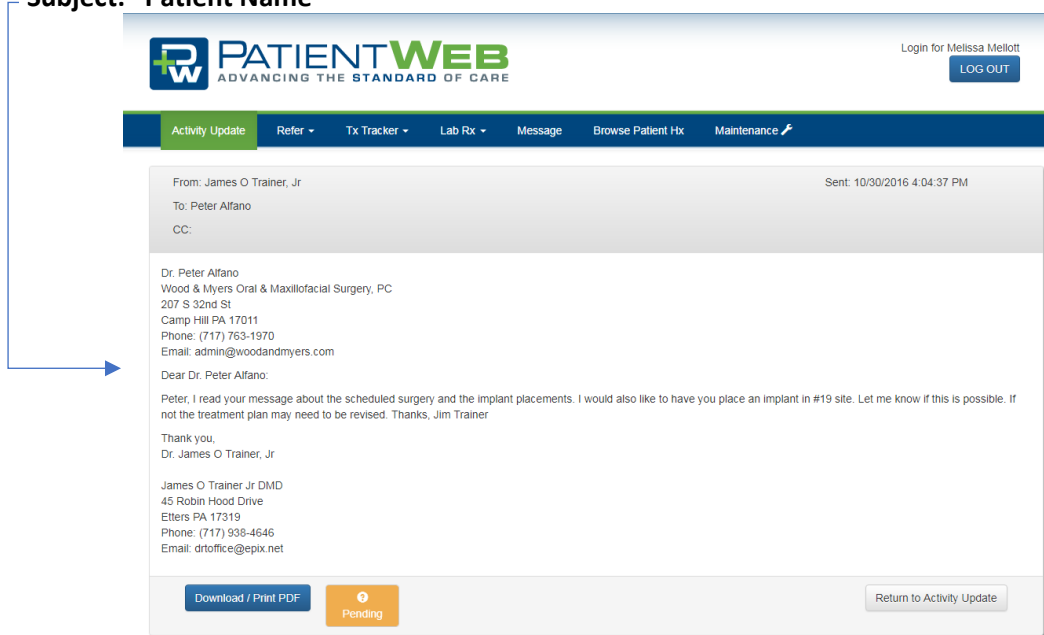 Subject: "Patient Name"
PATIENTWEB
ADVANCING THE STANDARD OF CARE
Login for Melissa Mellott
LOG OUT
Activity Update Refer Tx Tracker Lab Rx Message Browse Patient Hx Maintenance
From: James O Trainer, Jr
Sent: 10/30/2016 4:04:37 PM
To: Peter Alfano
CC:
Dr. Peter Alfano
Wood & Myers Oral & Maxillofacial Surgery, PC
207 S 32nd St
Camp Hill PA 17011
Phone: (717) 763-1970
Email: admin@woodandmyers.com
Dear Dr. Peter Alfano:
Peter, I read your message about the scheduled surgery and the implant placements. I would also like to have you place an implant in #19 site. Let me know if this is possible. If
not the treatment plan may need to be revised. Thanks, Jim Trainer
Thank you,
Dr. James O Trainer, Jr
James O Trainer Jr DMD
45 Robin Hood Drive
Etters PA 17319
Phone: (717) 938-4646
Email: drtoffice@epix.net
Download / Print PDF
Pending
Return to Activity Update